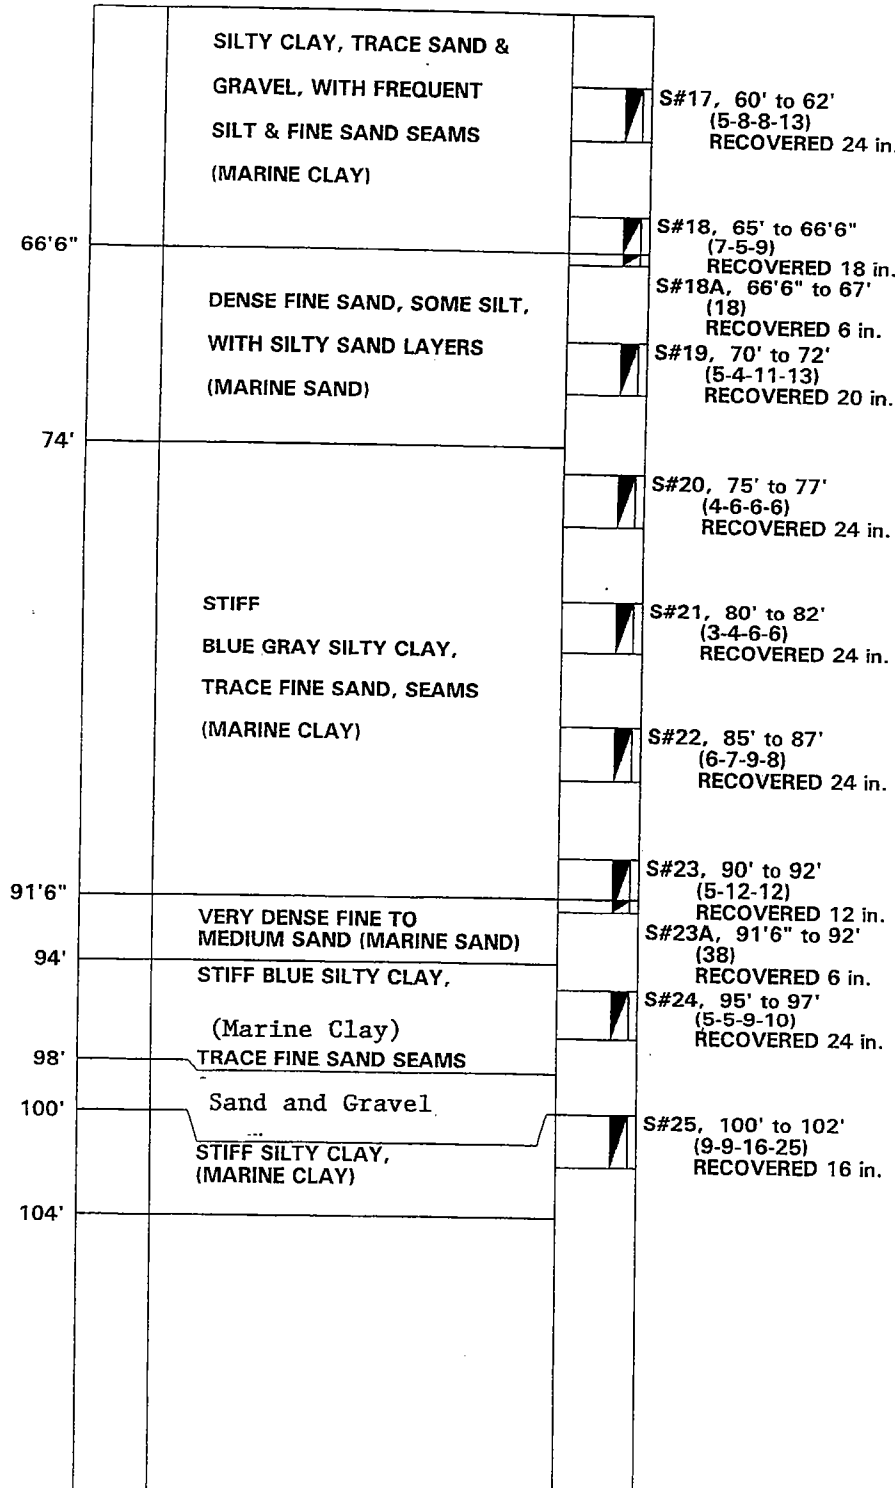 SILTY CLAY, TRACE SAND &
GRAVEL, WITH FREQUENT
SILT & FINE SAND SEAMS
(MARINE CLAY)
S#17, 60' to 62'
(5-8-8-13)
RECOVERED 24 in.
66'6"
S#18, 65' to 66'6"
(7-5-9)
RECOVERED 18 in.
S#18A, 66'6" to 67'
(18)
RECOVERED 6 in.
DENSE FINE SAND, SOME SILT,
WITH SILTY SAND LAYERS
(MARINE SAND)
S#19, 70' to 72'
(5-4-11-13)
RECOVERED 20 in.
74'
S#20, 75' to 77'
(4-6-6-6)
RECOVERED 24 in.
STIFF
BLUE GRAY SILTY CLAY,
TRACE FINE SAND, SEAMS
(MARINE CLAY)
S#21, 80' to 82'
(3-4-6-6)
RECOVERED 24 in.
S#22, 85' to 87'
(6-7-9-8)
RECOVERED 24 in.
91'6"
S#23, 90' to 92'
(5-12-12)
RECOVERED 12 in.
VERY DENSE FINE TO
MEDIUM SAND (MARINE SAND)
S#23A, 91'6" to 92'
(38)
RECOVERED 6 in.
94'
STIFF BLUE SILTY CLAY,
(Marine Clay)
TRACE FINE SAND SEAMS
S#24, 95' to 97'
(5-5-9-10)
RECOVERED 24 in.
98'
Sand and Gravel
100'
STIFF SILTY CLAY,
(MARINE CLAY)
S#25, 100' to 102'
(9-9-16-25)
RECOVERED 16 in.
104'